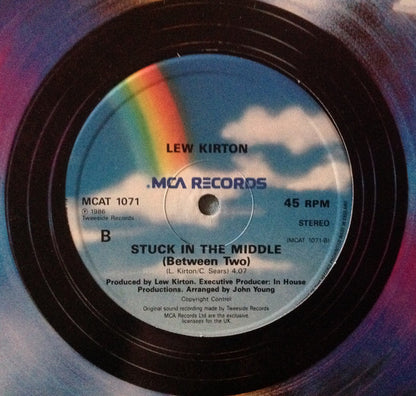 LEW KIRTON
MCA RECORDS
MCAT 1071
45 RPM
℗ 1986
Tweeside Records
STEREO
B
(MCAT 1071-B)
STUCK IN THE MIDDLE
(Between Two)
(L. Kirton/C. Sears) 4.07
Produced by Lew Kirton. Executive Producer: In House
Productions. Arranged by John Young
Copyright Control
Original sound recording made by Tweeside Records
MCA Records Ltd are the exclusive
licensees for the UK.